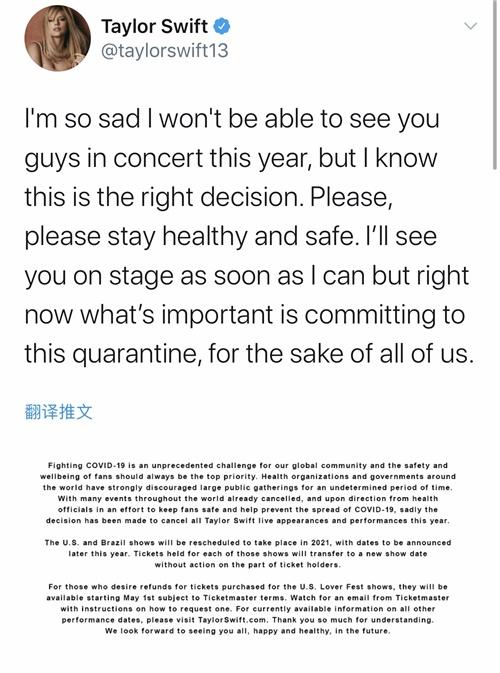 Taylor Swift
@taylorswift13
I'm so sad I won't be able to see you
guys in concert this year, but I know
this is the right decision. Please,
please stay healthy and safe. I’ll see
you on stage as soon as I can but right
now what’s important is committing to
this quarantine, for the sake of all of us.
翻译推文
Fighting COVID-19 is an unprecedented challenge for our global community and the safety and
wellbeing of fans should always be the top priority. Health organizations and governments around
the world have strongly discouraged large public gatherings for an undetermined period of time.
With many events throughout the world already cancelled, and upon direction from health
officials in an effort to keep fans safe and help prevent the spread of COVID-19, sadly the
decision has been made to cancel all Taylor Swift live appearances and performances this year.
The U.S. and Brazil shows will be rescheduled to take place in 2021, with dates to be announced
later this year. Tickets held for each of those shows will transfer to a new show date
without action on the part of ticket holders.
For those who desire refunds for tickets purchased for the U.S. Lover Fest shows, they will be
available starting May 1st subject to Ticketmaster terms. Watch for an email from Ticketmaster
with instructions on how to request one. For currently available information on all other
performance dates, please visit TaylorSwift.com. Thank you so much for understanding.
We look forward to seeing you all, happy and healthy, in the future.